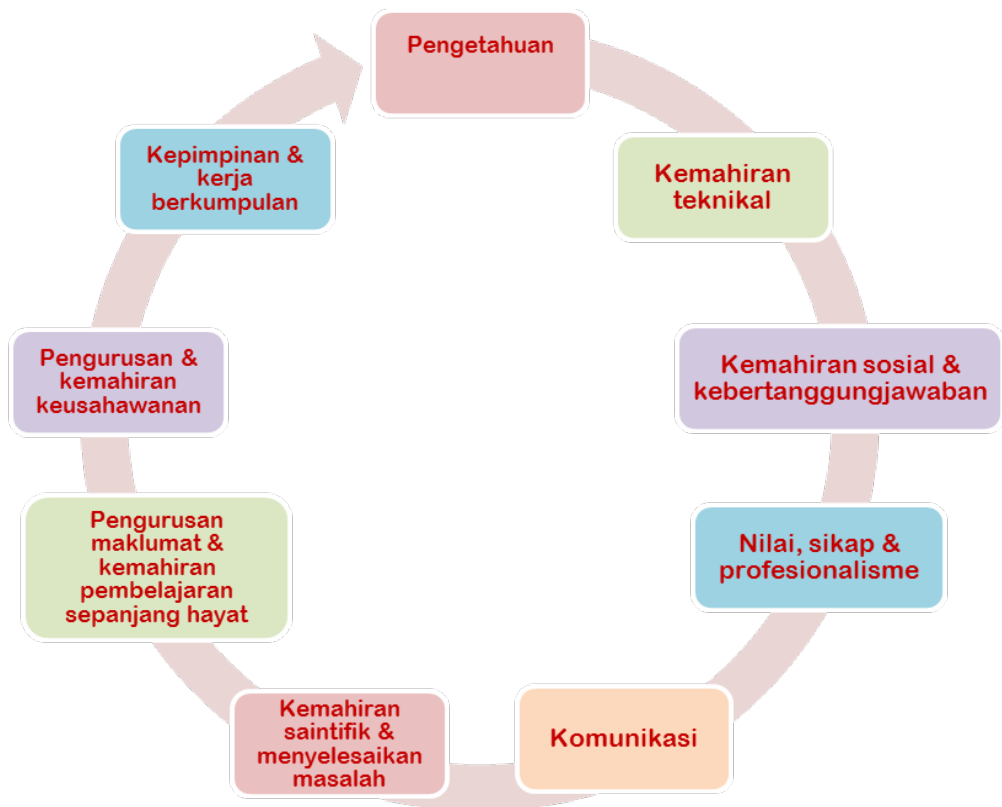 Pengetahuan
Kemahiran
teknikal
Kemahiran sosial &
kebertanggungjawaban
Nilai, sikap &
profesionalisme
Komunikasi
Kemahiran
saintifik &
menyelesaikan
masalah
Pengurusan
maklumat &
kemahiran
pembelajaran
sepanjang hayat
Pengurusan &
kemahiran
keusahawanan
Kepimpinan &
kerja
berkumpulan